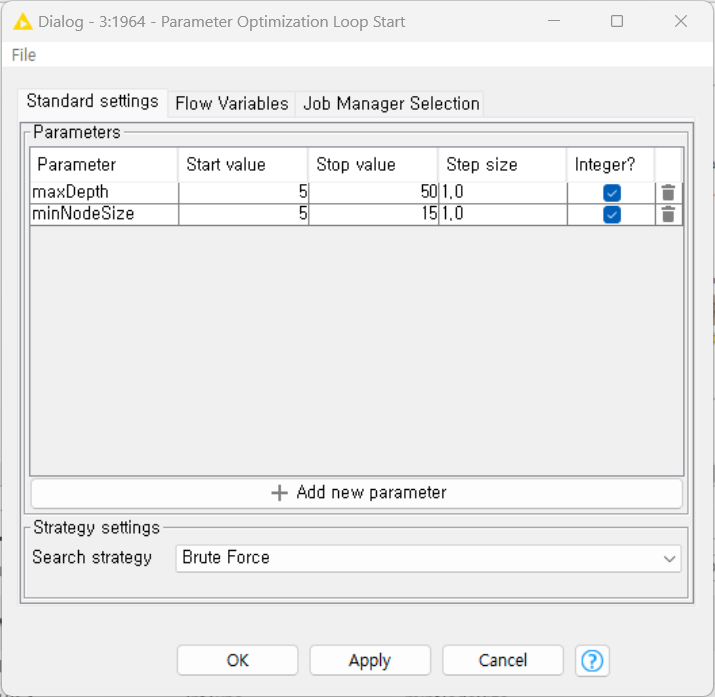 Dialog - 3:1964 - Parameter Optimization Loop Start
File
Standard settings Flow Variables Job Manager Selection
Parameters
Parameter Start value Stop value Step size Integer?
maxDepth 5 50 1,0
minNodeSize 5 15 1,0
Add new parameter
Strategy settings
Search strategy Brute Force
OK Apply Cancel ?